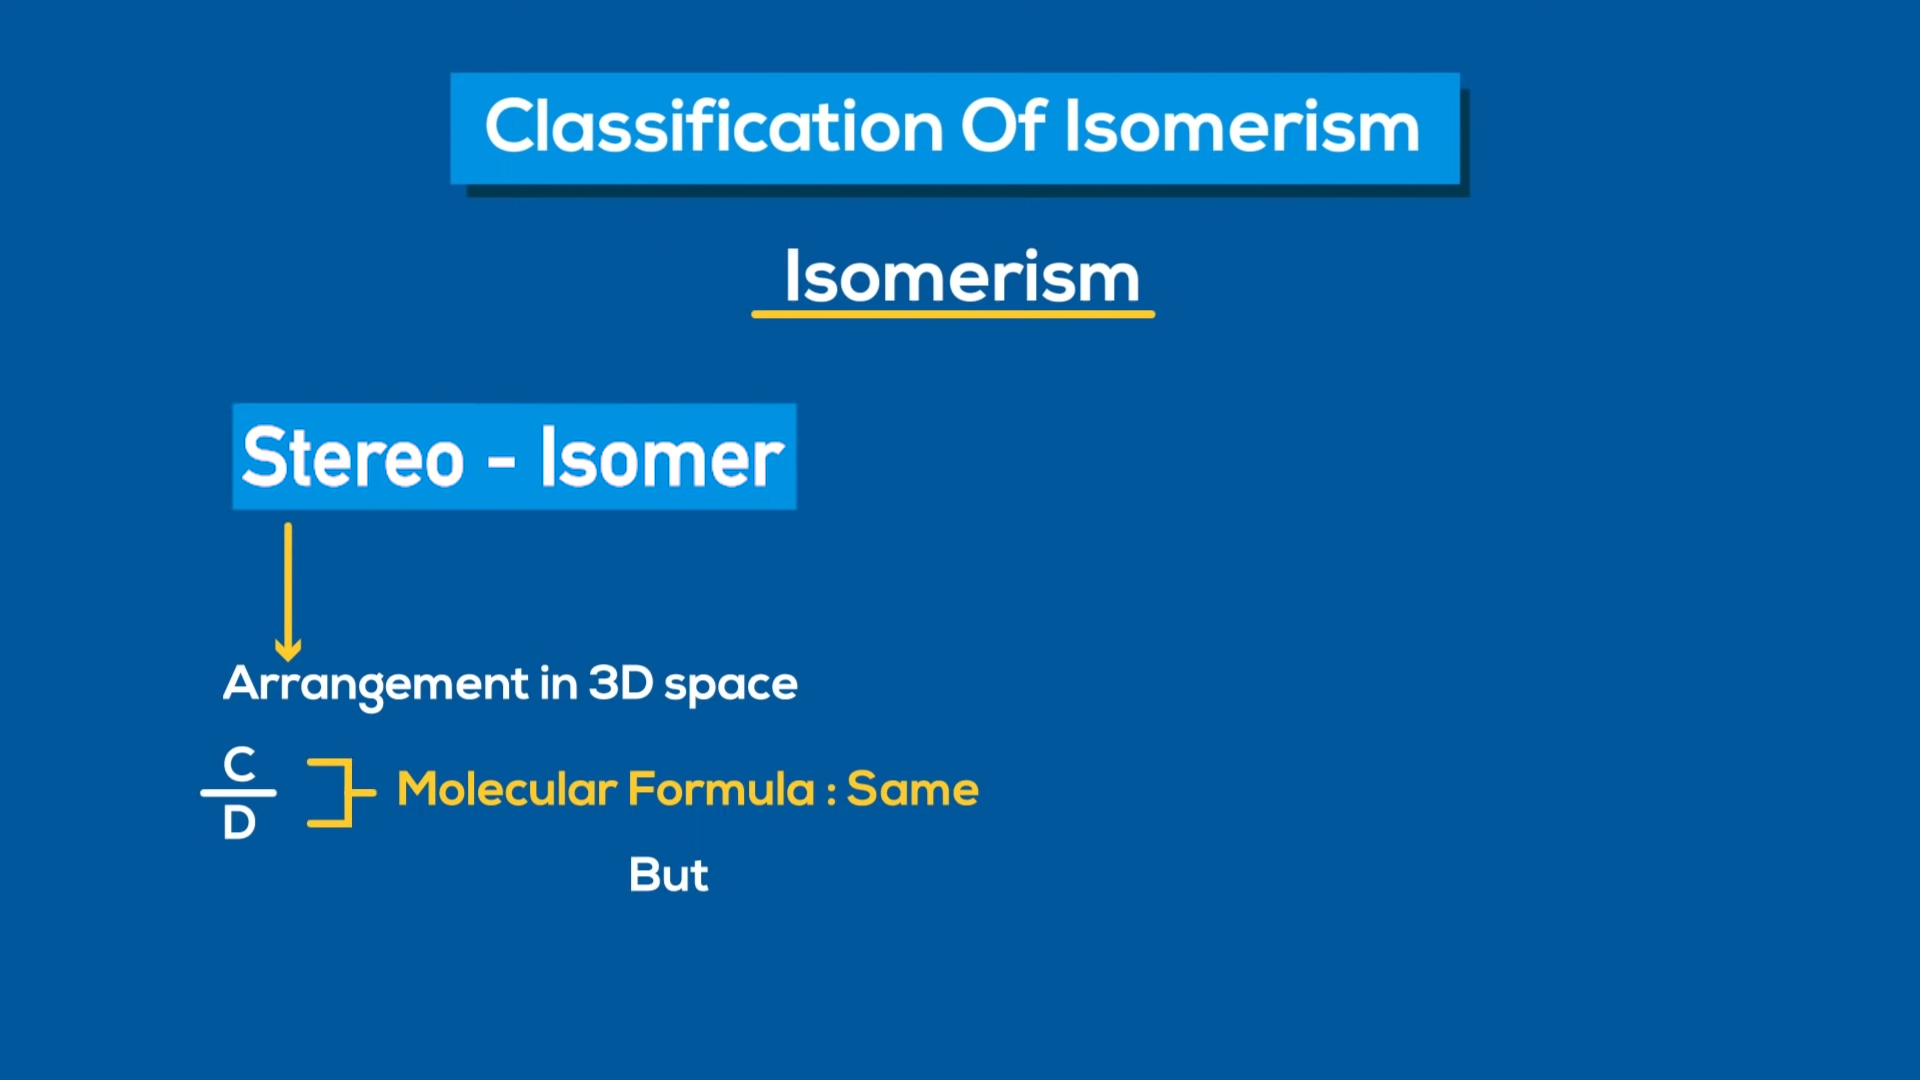 Classification Of Isomerism
Isomerism
Stereo - Isomer
Arrangement in 3D space
C
D
Molecular Formula : Same
But